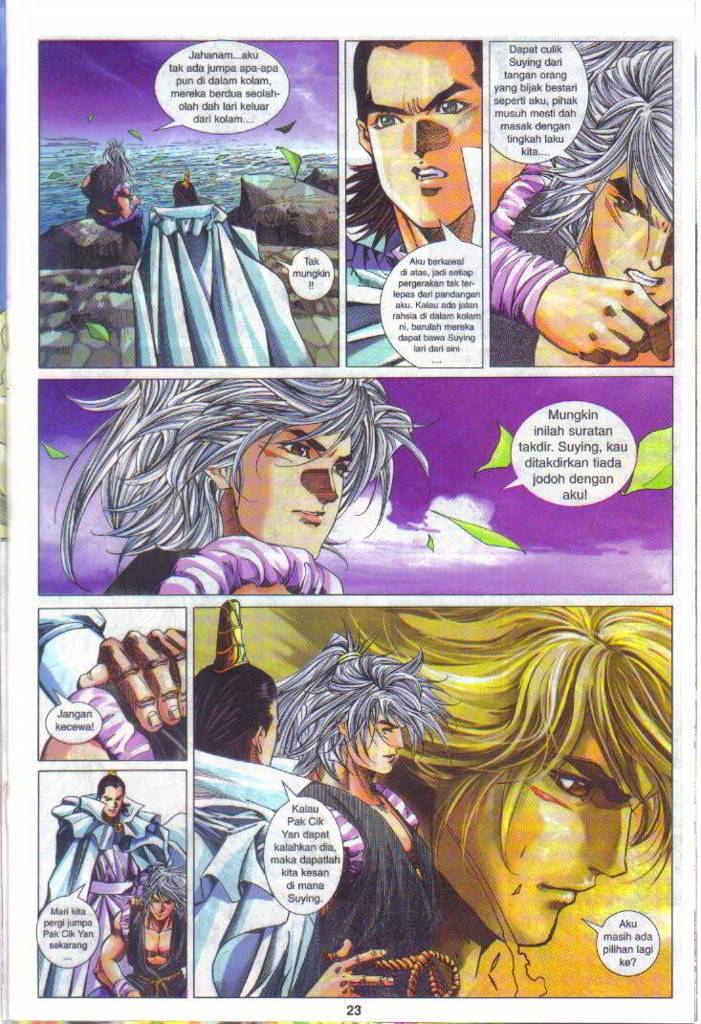 Jahanam...aku
tak ada jumpa apa-apa
pun di dalam kolam,
mereka berdua seolah-
olah dah lari keluar
dari kolam....
Tak
mungkin
!!
Aku berkawal
di atas, jadi setiap
pergerakan tak ter-
lepas dari pandangan
aku. Kalau ada jalan
rahsia di dalam kolam
ni, barulah mereka
dapat bawa Suying
lari dari sini
....
Dapat culik
Suying dari
tangan orang
yang bijak bestari
seperti aku, pihak
musuh mesti dah
masak dengan
tingkah laku
kita....
Mungkin
inilah suratan
takdir. Suying, kau
ditakdirkan tiada
jodoh dengan
aku!
Jangan
kecewa!
Mari kita
pergi jumpa
Pak Cik Yan
sekarang
...
Kalau
Pak Cik
Yan dapat
kalahkan dia,
maka dapatlah
kita kesan
di mana
Suying.
Aku
masih ada
pilihan lagi
ke?
23